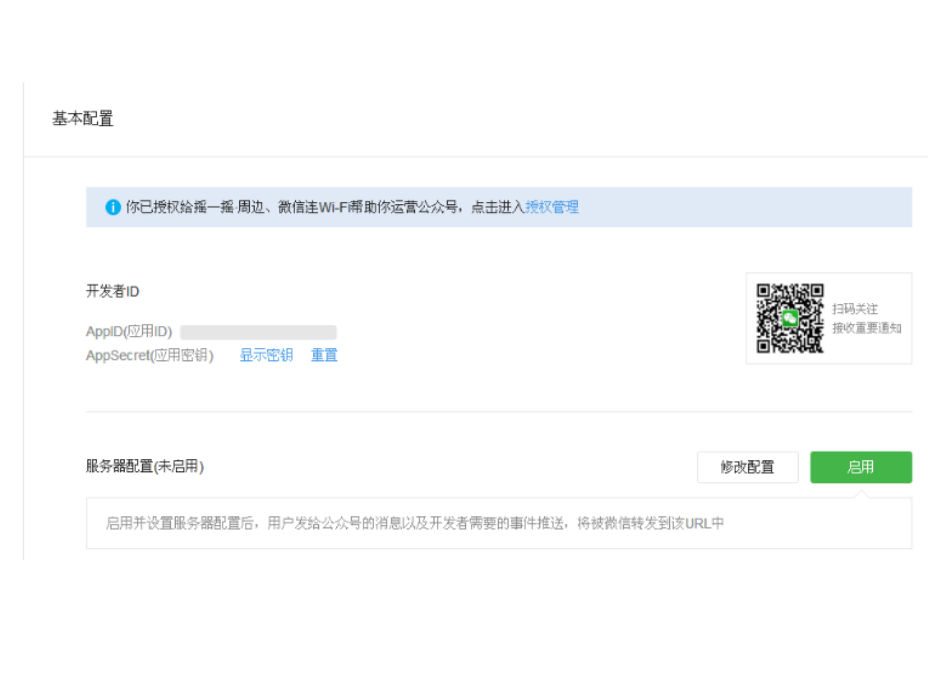 基本配置
你已授权给摇一摇·周边、微信连Wi-Fi帮助你运营公众号，点击进入授权管理
开发者ID
扫码关注
接收重要通知
AppID(应用ID)
AppSecret(应用密钥) 显示密钥 重置
服务器配置(未启用) 修改配置 启用
启用并设置服务器配置后，用户发给公众号的消息以及开发者需要的事件推送，将被微信转发到该URL中